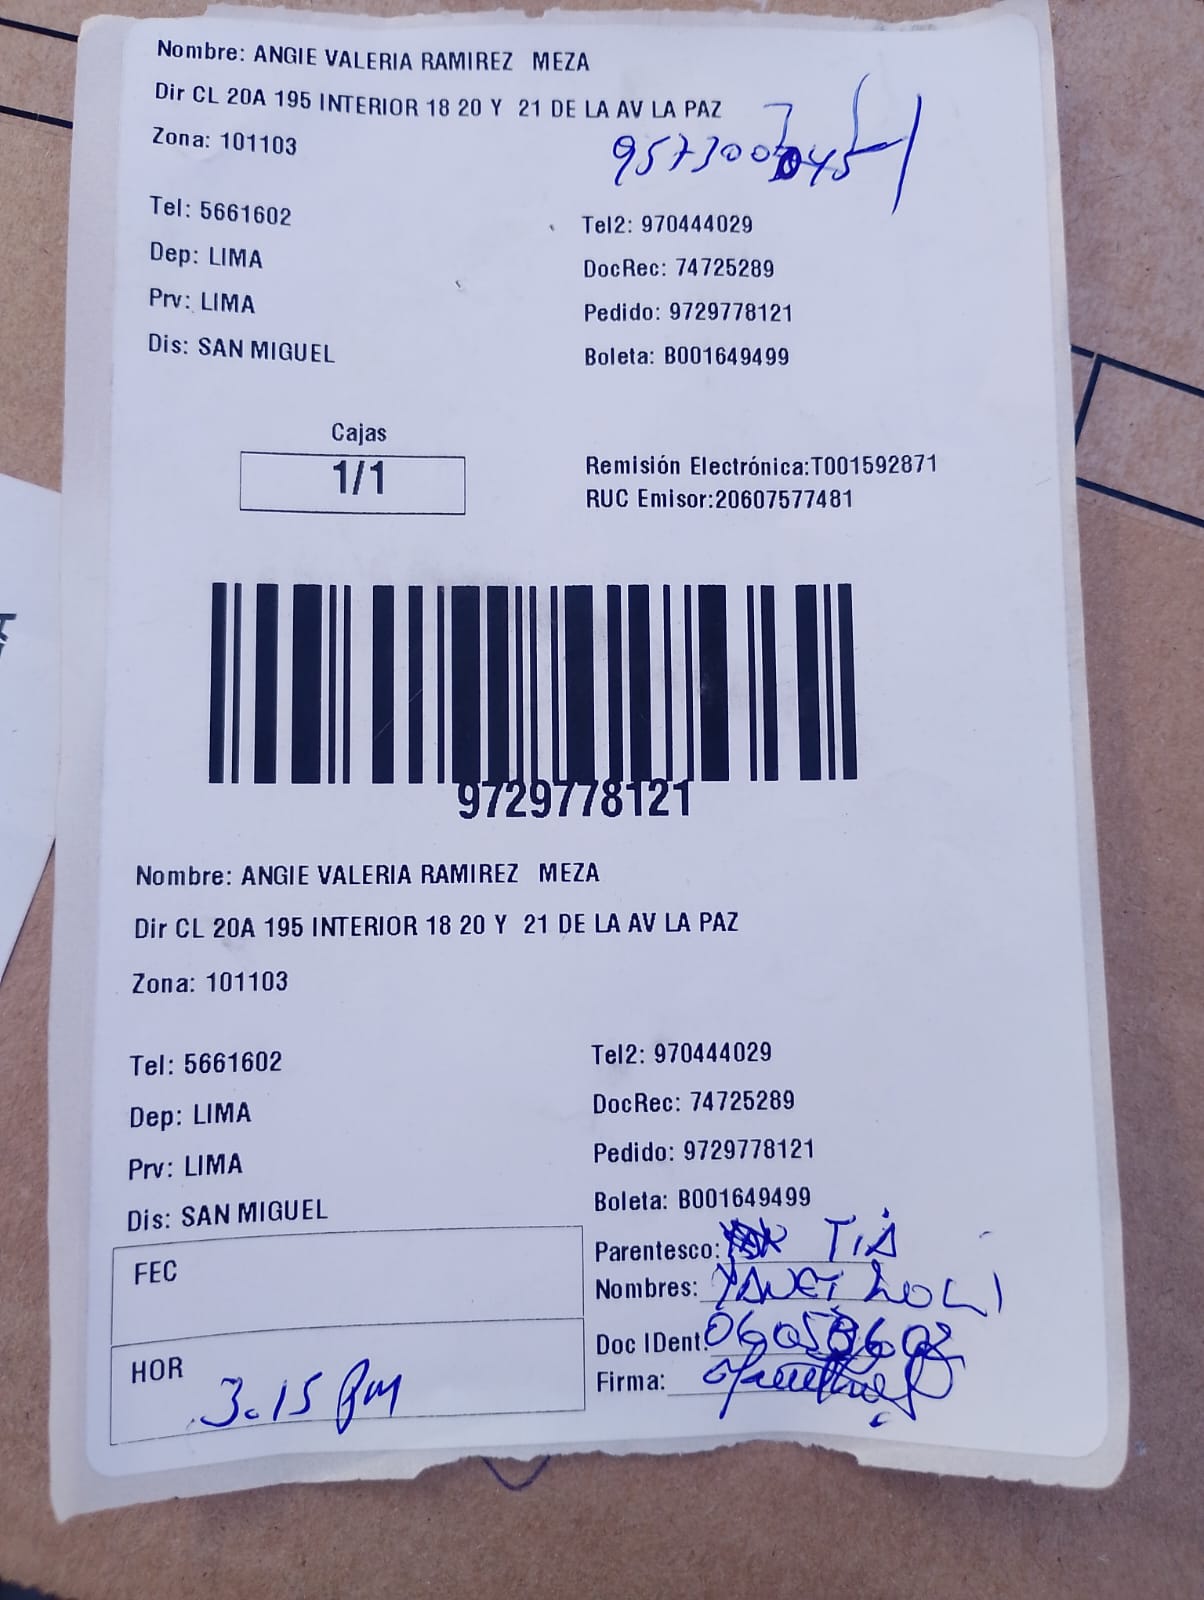 Nombre: ANGIE VALERIA RAMIREZ MEZA
Dir CL 20A 195 INTERIOR 18 20 Y 21 DE LA AV LA PAZ
Zona: 101103
Tel: 5661602
Tel2: 970444029
Dep: LIMA
DocRec: 74725289
Prv: LIMA
Pedido: 9729778121
Dis: SAN MIGUEL
Boleta: B001649499
Cajas
1/1
Remisión Electrónica:T001592871
RUC Emisor:20607577481
9729778121
Nombre: ANGIE VALERIA RAMIREZ MEZA
Dir CL 20A 195 INTERIOR 18 20 Y 21 DE LA AV LA PAZ
Zona: 101103
Tel: 5661602
Tel2: 970444029
Dep: LIMA
DocRec: 74725289
Prv: LIMA
Pedido: 9729778121
Dis: SAN MIGUEL
Boleta: B001649499
FEC
Parentesco: TIA
Nombres: YANET LOLI
Doc IDent:
HOR
3.15 Pm
Firma: